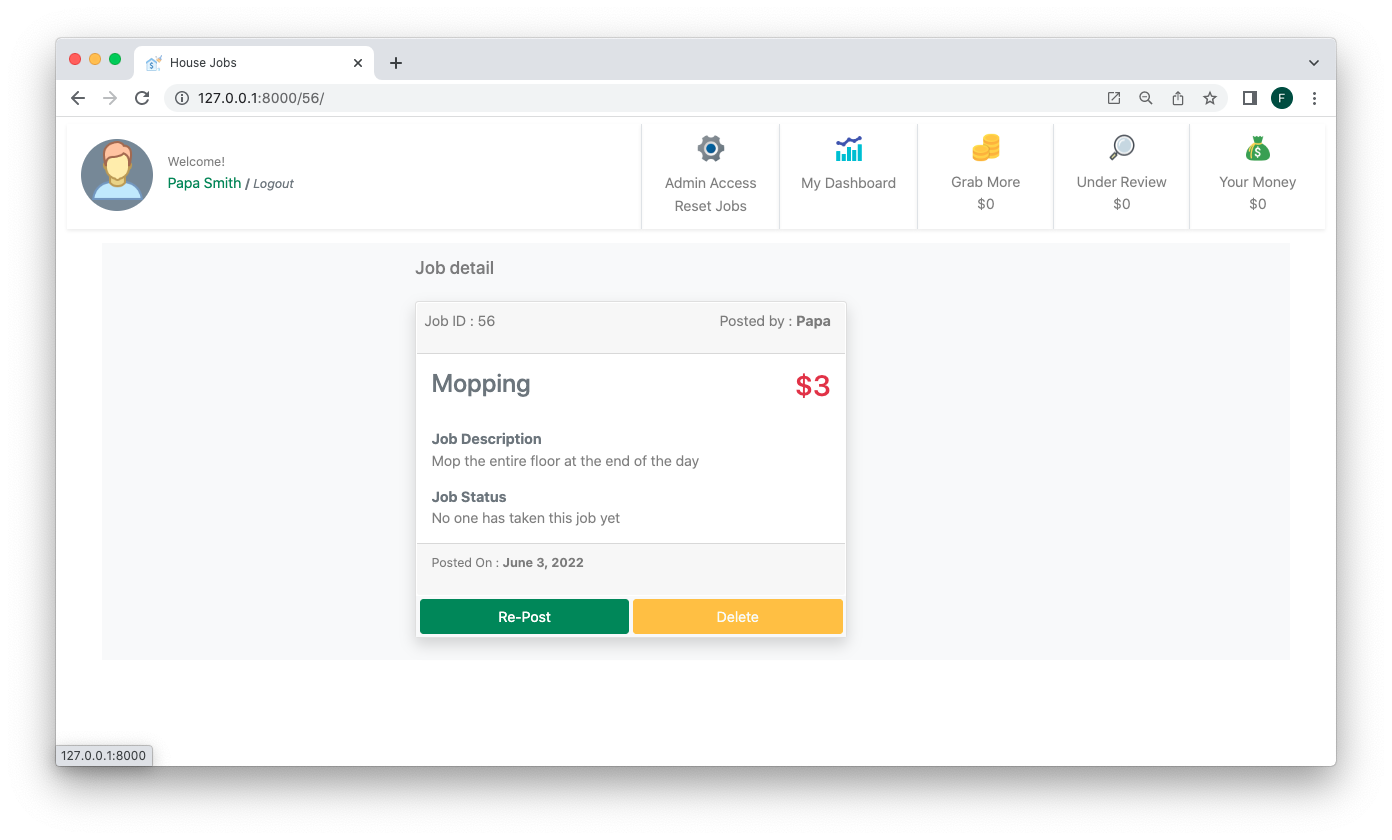 House Jobs
127.0.0.1:8000/56/
F
Welcome!
Papa Smith / Logout
Admin Access
Reset Jobs
My Dashboard
Grab More
$0
Under Review
$0
$
Your Money
$0
Job detail
Job ID : 56
Posted by : Papa
Mopping
$3
Job Description
Mop the entire floor at the end of the day
Job Status
No one has taken this job yet
Posted On : June 3, 2022
Re-Post
Delete
127.0.0.1:8000